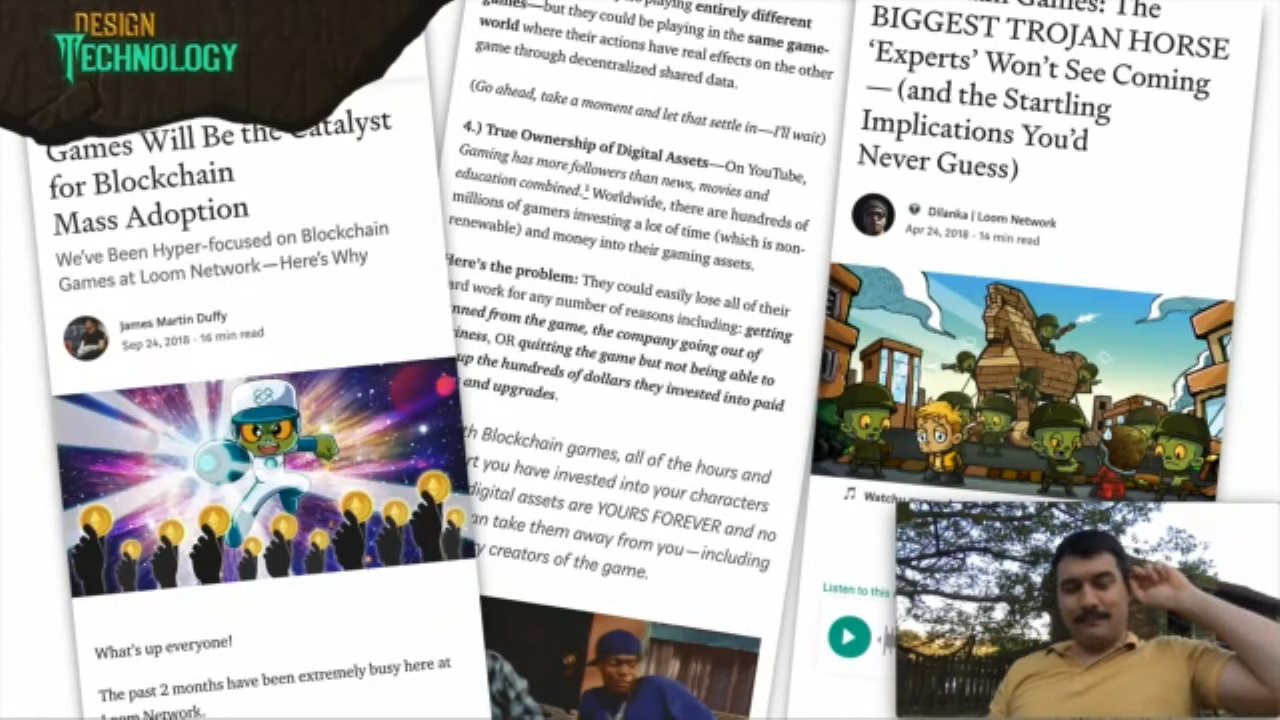 DESIGN
TECHNOLOGY
Games Will Be the Catalyst
for Blockchain
Mass Adoption
We've Been Hyper-focused on Blockchain
Games at Loom Network—Here's Why
James Martin Duffy
Sep 24, 2018 · 16 min read
What's up everyone!
The past 2 months have been extremely busy here at
Loom Network.
playing entirely different
games—but they could be playing in the same game-
world where their actions have real effects on the other
game through decentralized shared data.
(Go ahead, take a moment and let that settle in—I'll wait)
4.) True Ownership of Digital Assets—On YouTube,
Gaming has more followers than news, movies and
education combined.¹ Worldwide, there are hundreds of
millions of gamers investing a lot of time (which is non-
renewable) and money into their gaming assets.
Here's the problem: They could easily lose all of their
ard work for any number of reasons including: getting
nned from the game, the company going out of
iness, OR quitting the game but not being able to
up the hundreds of dollars they invested into paid
and upgrades.
th Blockchain games, all of the hours and
rt you have invested into your characters
digital assets are YOURS FOREVER and no
an take them away from you—including
y creators of the game.
Games: The
BIGGEST TROJAN HORSE
'Experts' Won't See Coming
— (and the Startling
Implications You'd
Never Guess)
Dilanka | Loom Network
Apr 24, 2018 · 14 min read
Listen to this